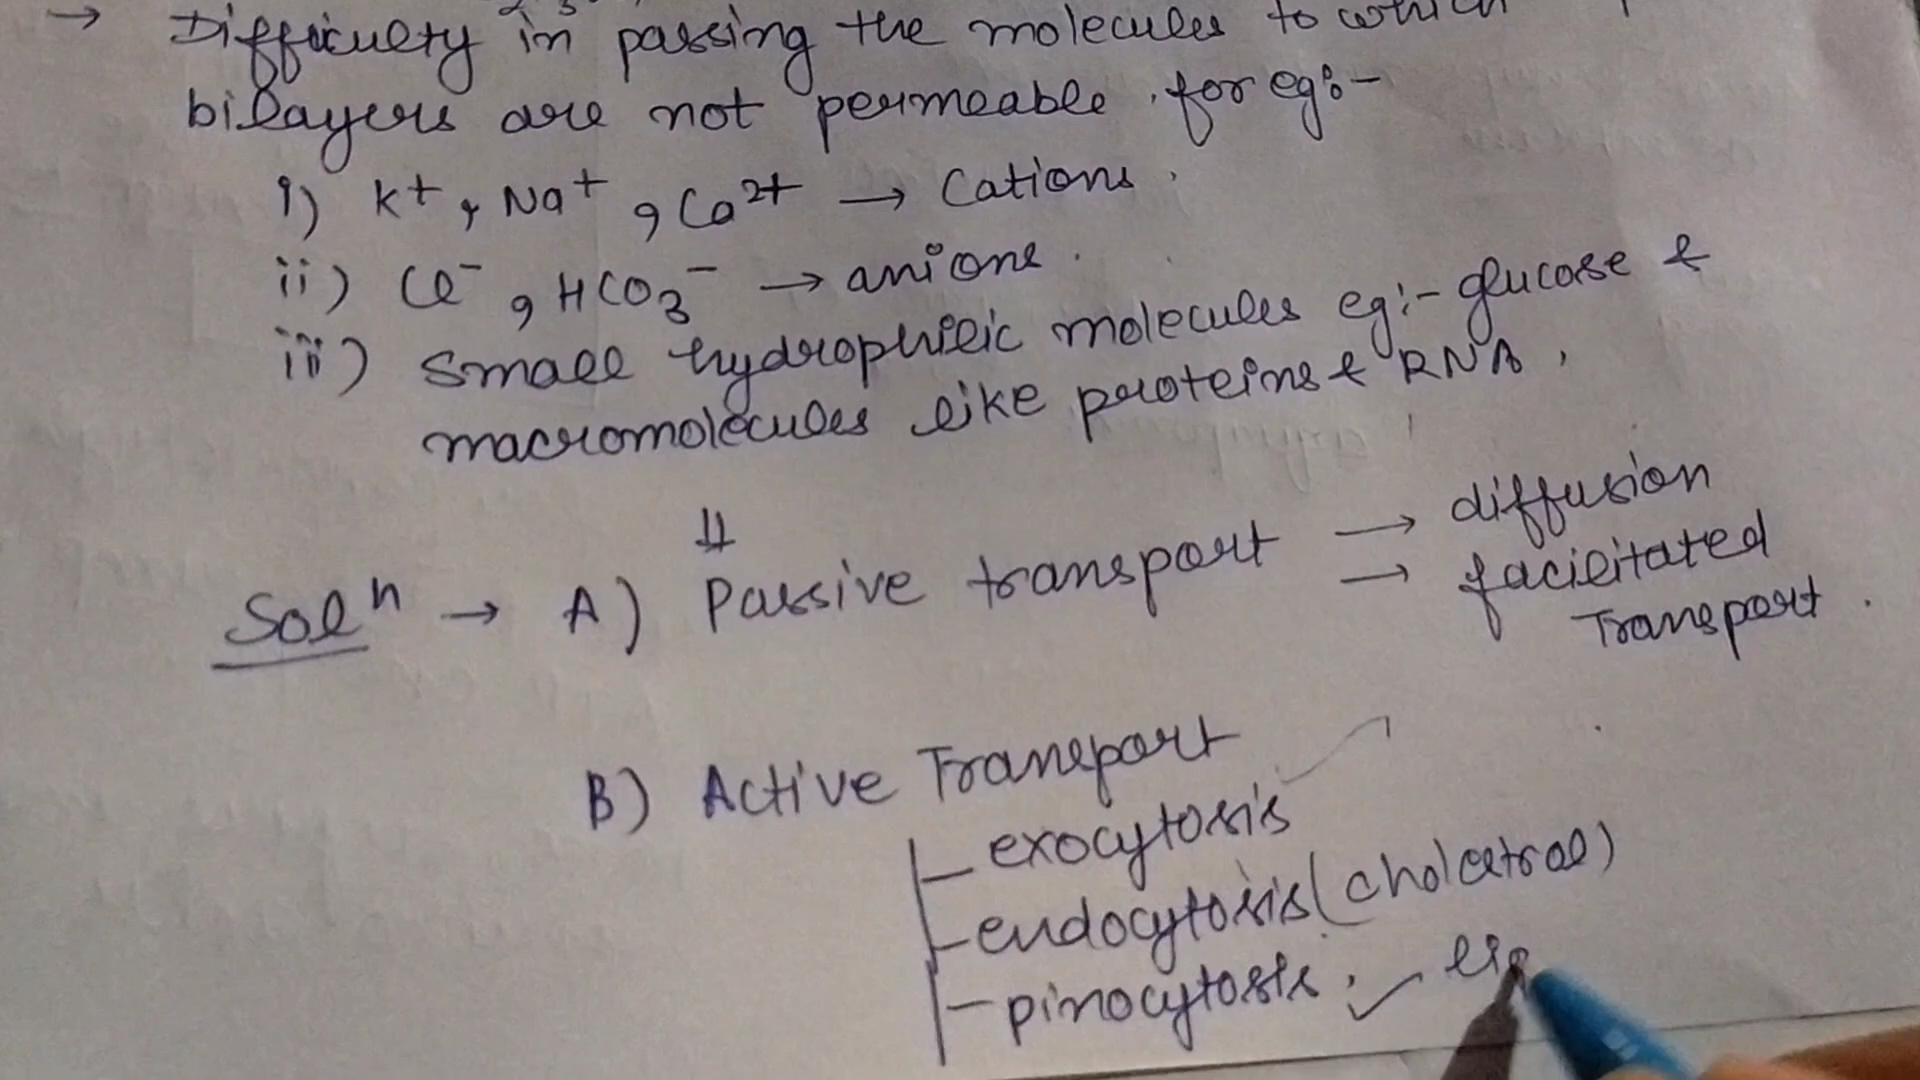 → Difficulty in passing the molecules to which
bilayers are not permeable. for eg:-
i) K+, Na+, Ca2+ → Cations.
ii) Cl-, HCO3- → anions.
iii) Small hydrophilic molecules eg:- glucose &
macromolecules like proteins & RNA.
⇓
Solⁿ → A) Passive transport → diffusion
→ facilitated
Transport.
B) Active Transport
exocytosis
endocytosis (cholestrol)
pinocytosis.